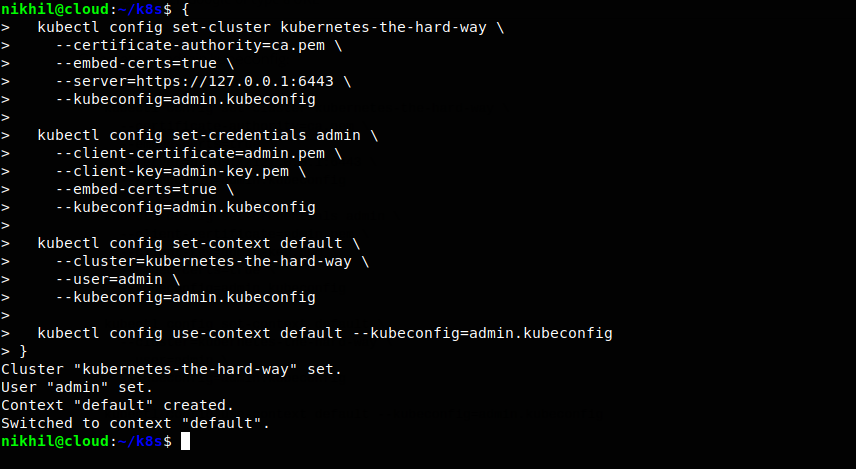 nikhil@cloud:~/k8s$ {
>   kubectl config set-cluster kubernetes-the-hard-way \
>     --certificate-authority=ca.pem \
>     --embed-certs=true \
>     --server=https://127.0.0.1:6443 \
>     --kubeconfig=admin.kubeconfig
>
>   kubectl config set-credentials admin \
>     --client-certificate=admin.pem \
>     --client-key=admin-key.pem \
>     --embed-certs=true \
>     --kubeconfig=admin.kubeconfig
>
>   kubectl config set-context default \
>     --cluster=kubernetes-the-hard-way \
>     --user=admin \
>     --kubeconfig=admin.kubeconfig
>
>   kubectl config use-context default --kubeconfig=admin.kubeconfig
> }
Cluster "kubernetes-the-hard-way" set.
User "admin" set.
Context "default" created.
Switched to context "default".
nikhil@cloud:~/k8s$